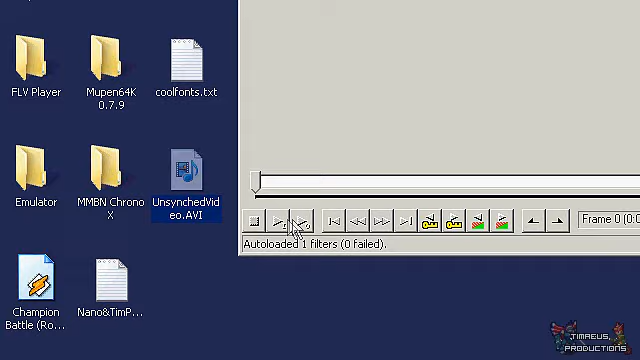 FLV Player
Mupen64K
0.7.9
coolfonts.txt
Emulator
MMBN Chrono
X
UnsynchedVid
eo.AVI
Frame 0 (0:0
Autoloaded 1 filters (0 failed).
Champion
Battle (Ro...
Nano&TimP...
TIMAEUS
PRODUCTIONS